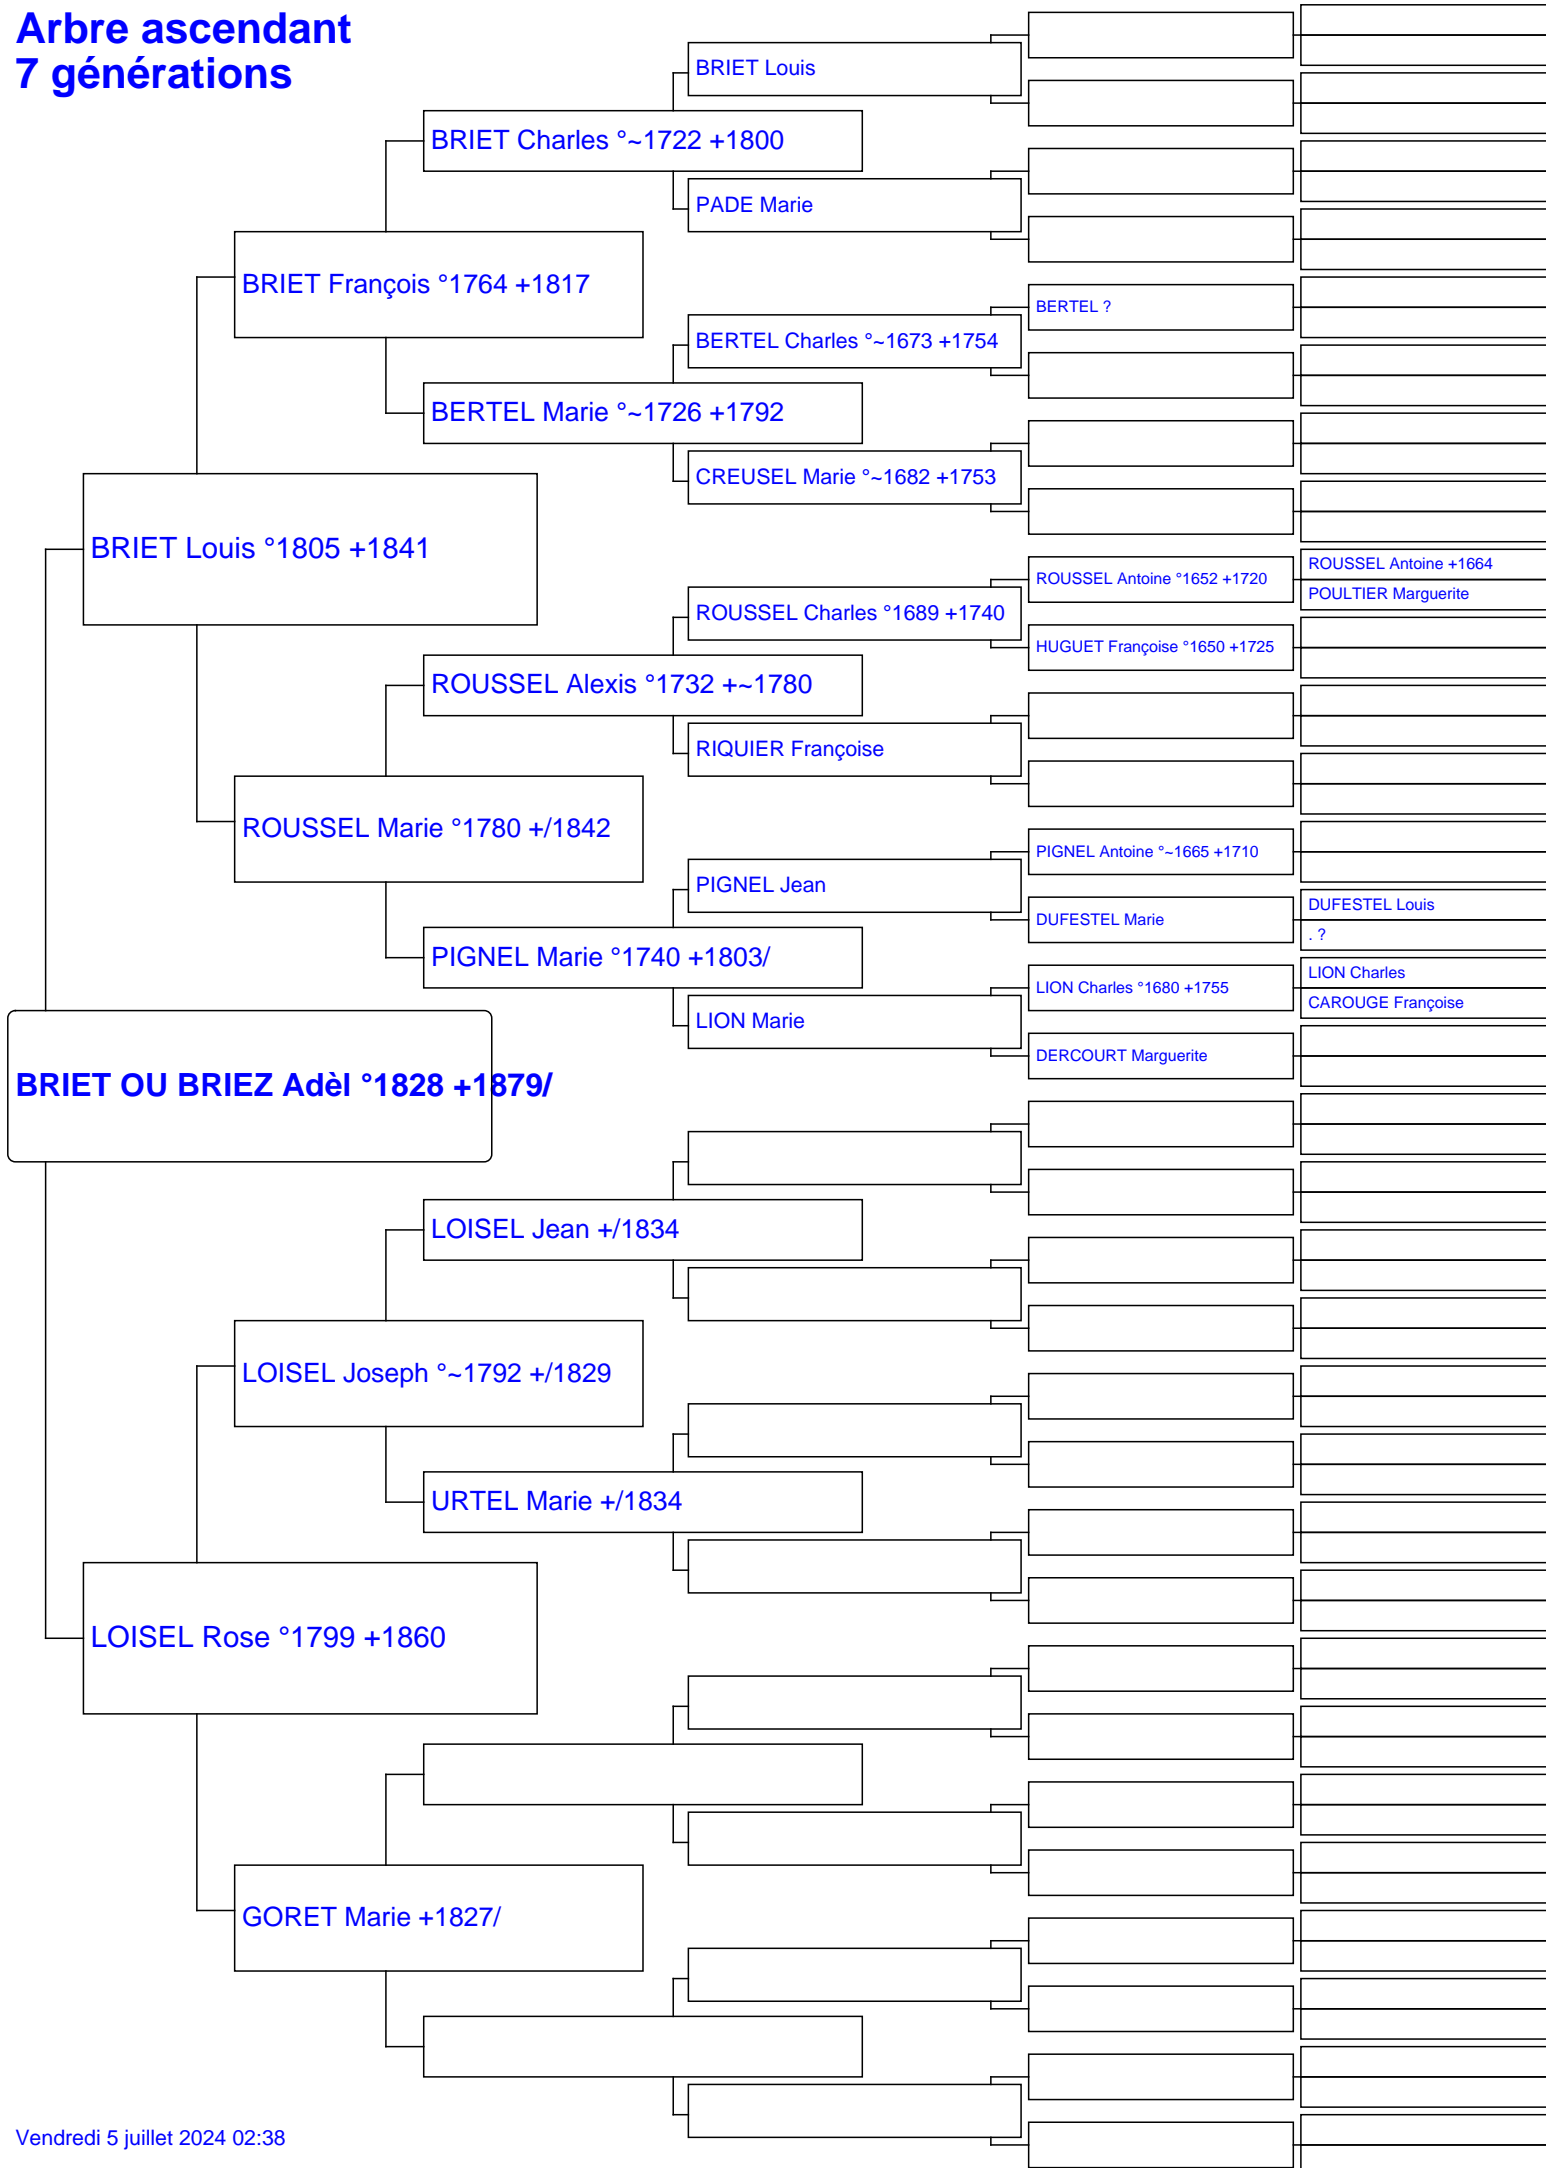 Arbre ascendant
7 générations
BRIET Louis
BRIET Charles °~1722 +1800
PADE Marie
BRIET François °1764 +1817
BERTEL ?
BERTEL Charles °~1673 +1754
BERTEL Marie °~1726 +1792
CREUSEL Marie °~1682 +1753
BRIET Louis °1805 +1841
ROUSSEL Antoine +1664
ROUSSEL Antoine °1652 +1720
POULTIER Marguerite
ROUSSEL Charles °1689 +1740
HUGUET Françoise °1650 +1725
ROUSSEL Alexis °1732 +~1780
RIQUIER Françoise
ROUSSEL Marie °1780 +/1842
PIGNEL Antoine °~1665 +1710
PIGNEL Jean
DUFESTEL Louis
DUFESTEL Marie
. ?
PIGNEL Marie °1740 +1803/
LION Charles
LION Charles °1680 +1755
CAROUGE Françoise
LION Marie
DERCOURT Marguerite
BRIET OU BRIEZ Adèl °1828 +1879/
LOISEL Jean +/1834
LOISEL Joseph °~1792 +/1829
URTEL Marie +/1834
LOISEL Rose °1799 +1860
GORET Marie +1827/
Vendredi 5 juillet 2024 02:38